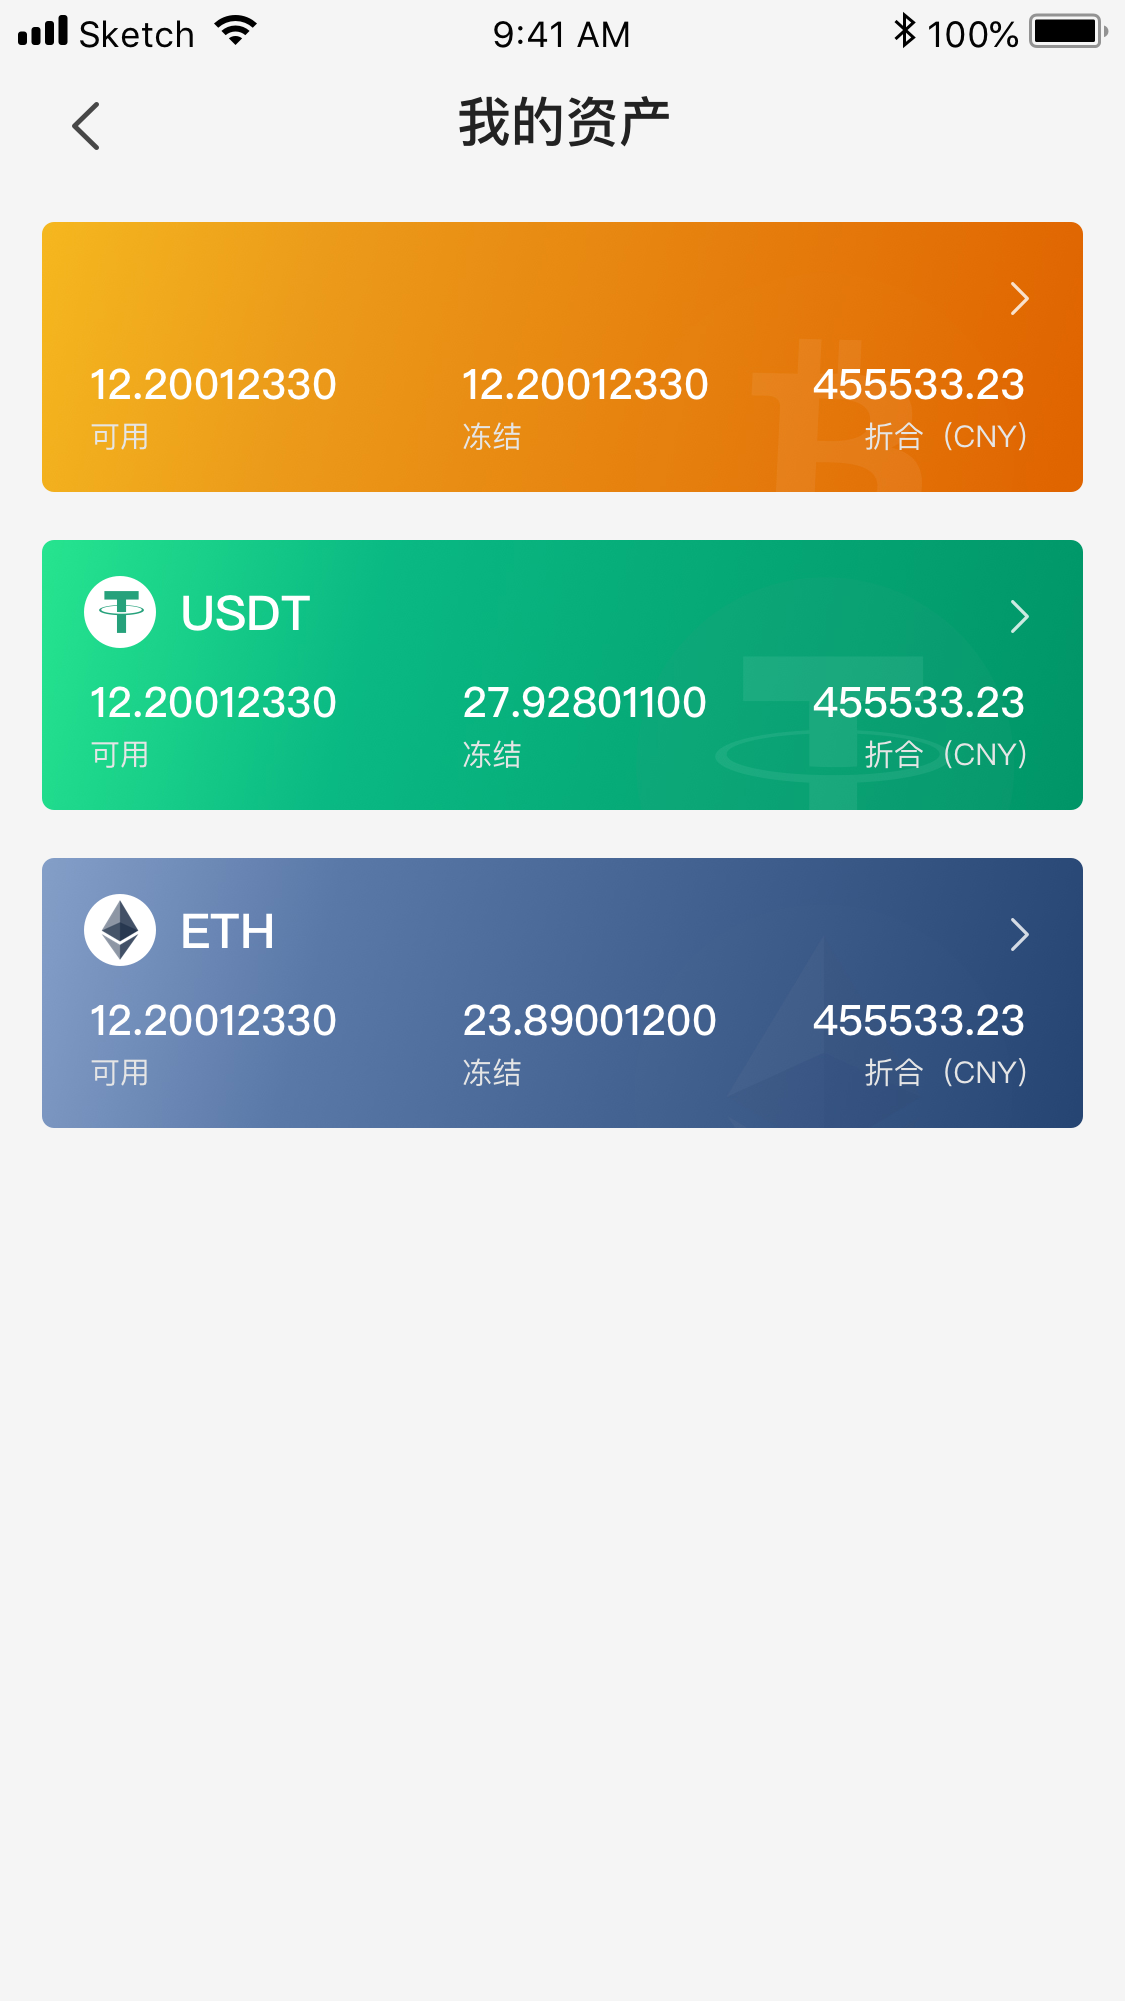 Sketch 9:41 AM 100%
我的资产
12.20012330 12.20012330 455533.23
可用 冻结 折合（CNY）
USDT
12.20012330 27.92801100 455533.23
可用 冻结 折合（CNY）
ETH
12.20012330 23.89001200 455533.23
可用 冻结 折合（CNY）